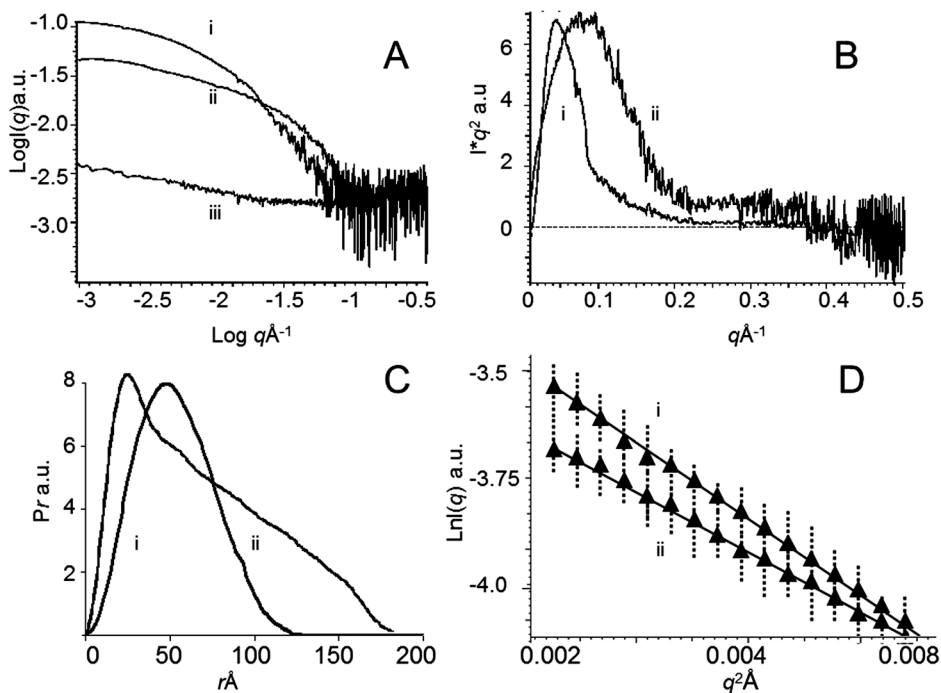 A
LogI(q)a.u.
-1.0
-1.5
-2.0
-2.5
-3.0
i
ii
iii
-3 -2.5 -2 -1.5 -1 -0.5
Log qÅ-1
B
I*q2 a.u
6
4
2
0
i ii
0 0.1 0.2 0.3 0.4 0.5
qÅ-1
C
Pr a.u.
8
6
4
2
i ii
0 50 100 150 200
rÅ
D
LnI(q) a.u.
-3.5
-3.75
-4.0
i
ii
0.002 0.004 0.008
q2Å